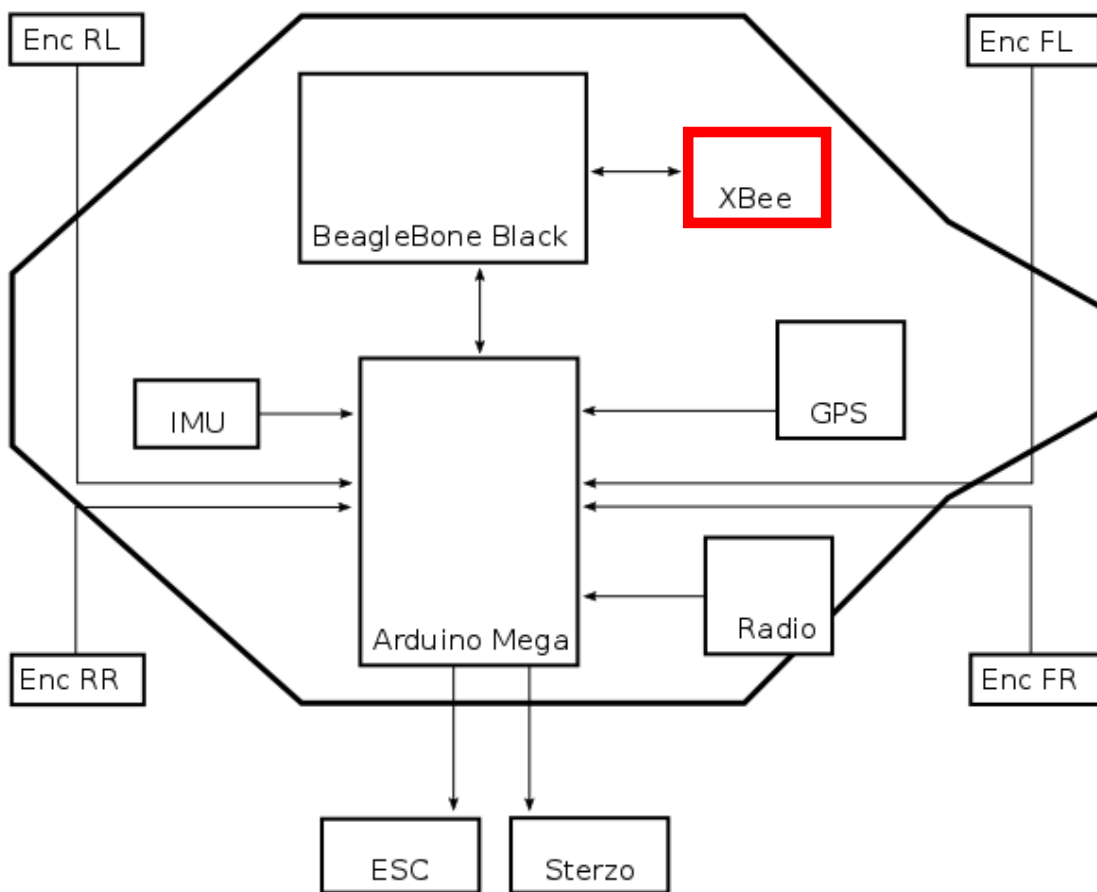 Enc RL
Enc FL
XBee
BeagleBone Black
IMU
GPS
Arduino Mega
Radio
Enc RR
Enc FR
ESC
Sterzo